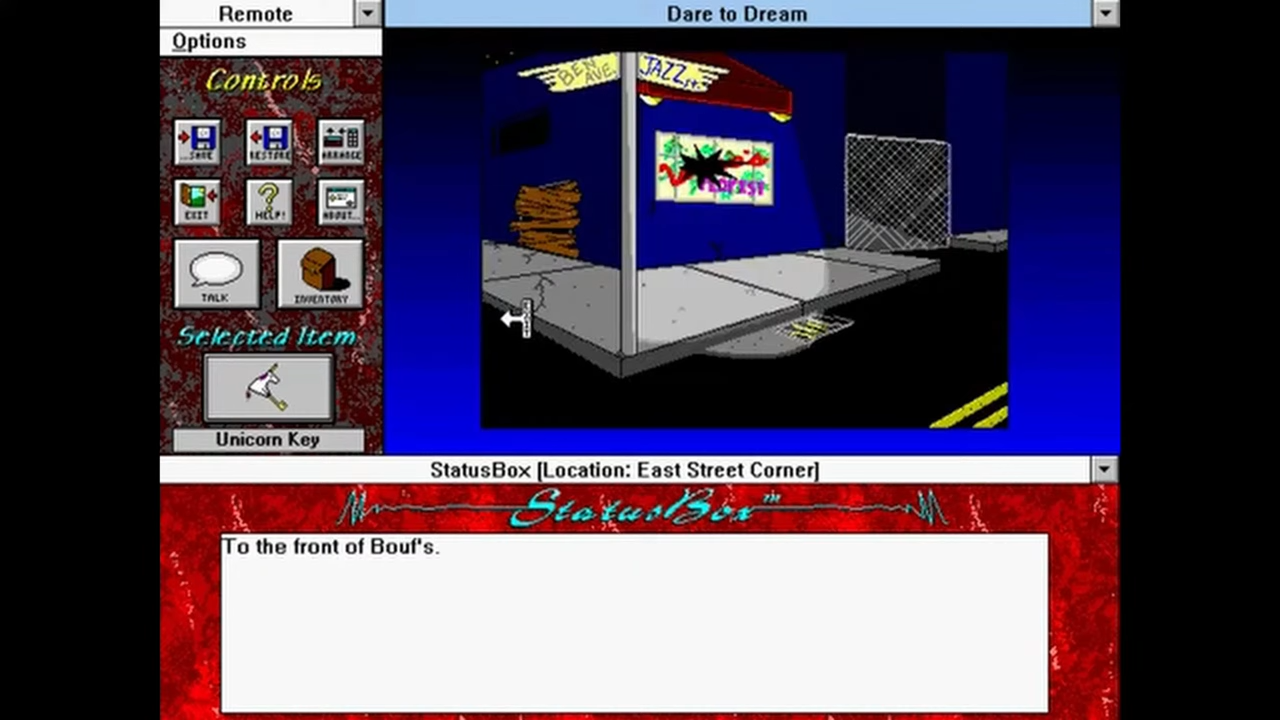 Remote
Dare to Dream
Options
Controls
...SAVE
RESTORE
ARRANGE
EXIT
HELP!
ABOUT...
TALK
INVENTORY
Selected Item
Unicorn Key
BEN AVE.
JAZZ St.
StatusBox [Location: East Street Corner]
StatusBox™
To the front of Bouf's.